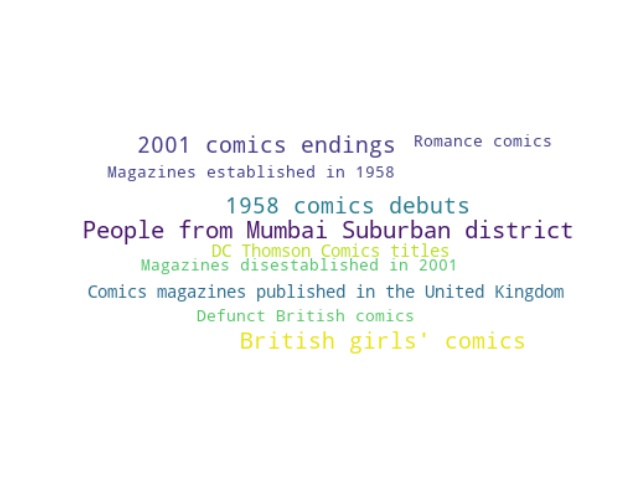 2001 comics endings
Romance comics
Magazines established in 1958
1958 comics debuts
People from Mumbai Suburban district
DC Thomson Comics titles
Magazines disestablished in 2001
Comics magazines published in the United Kingdom
Defunct British comics
British girls' comics